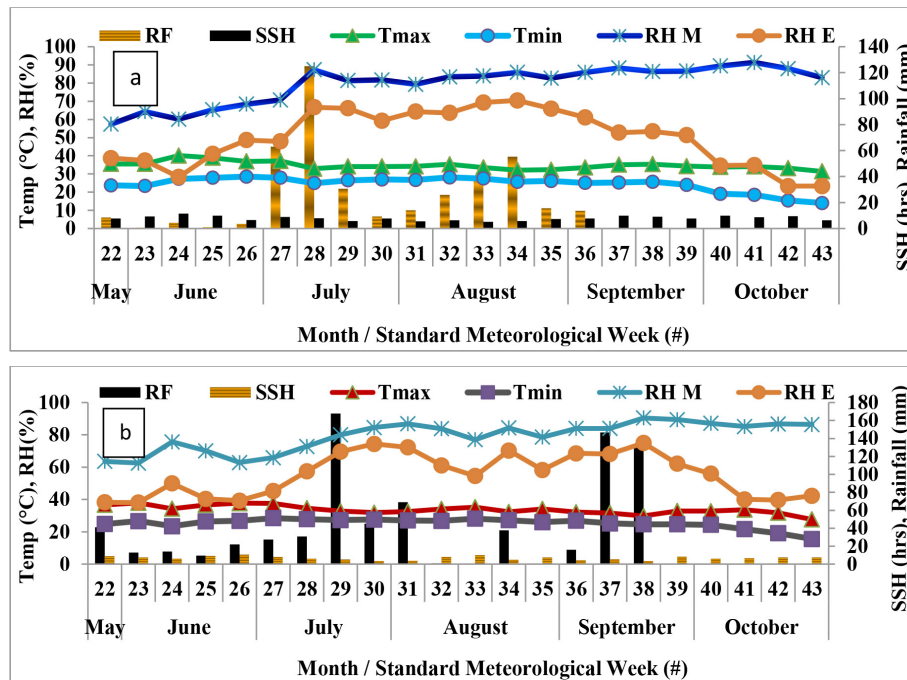 RF SSH Tmax Tmin RH M RH E
a
Temp (°C), RH(%)
100 90 80 70 60 50 40 30 20 10 0
140 120 100 80 60 40 20 0
SSH (hrs), Rainfall (mm)
22 23 24 25 26 27 28 29 30 31 32 33 34 35 36 37 38 39 40 41 42 43
May June July August September October
Month / Standard Meteorological Week (#)
RF SSH Tmax Tmin RH M RH E
b
Temp (°C), RH(%)
100 80 60 40 20 0
180 160 140 120 100 80 60 40 20 0
SSH (hrs), Rainfall (mm)
22 23 24 25 26 27 28 29 30 31 32 33 34 35 36 37 38 39 40 41 42 43
May June July August September October
Month / Standard Meteorological Week (#)